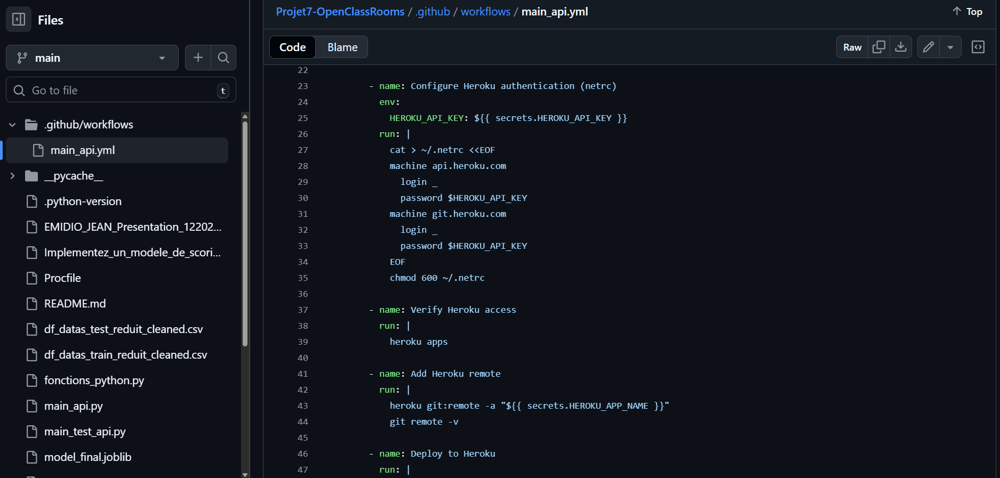 Files
main
Go to file
t
.github/workflows
main_api.yml
__pycache__
.python-version
EMIDIO_JEAN_Presentation_12202...
Implementez_un_modele_de_scori...
Procfile
README.md
df_datas_test_reduit_cleaned.csv
df_datas_train_reduit_cleaned.csv
fonctions_python.py
main_api.py
main_test_api.py
model_final.joblib
Projet7-OpenClassRooms / .github / workflows / main_api.yml
Top
Code Blame
Raw
22
23 - name: Configure Heroku authentication (netrc)
24 env:
25 HEROKU_API_KEY: ${{ secrets.HEROKU_API_KEY }}
26 run: |
27 cat > ~/.netrc <<EOF
28 machine api.heroku.com
29 login _
30 password $HEROKU_API_KEY
31 machine git.heroku.com
32 login _
33 password $HEROKU_API_KEY
34 EOF
35 chmod 600 ~/.netrc
36
37 - name: Verify Heroku access
38 run: |
39 heroku apps
40
41 - name: Add Heroku remote
42 run: |
43 heroku git:remote -a "${{ secrets.HEROKU_APP_NAME }}"
44 git remote -v
45
46 - name: Deploy to Heroku
47 run: |